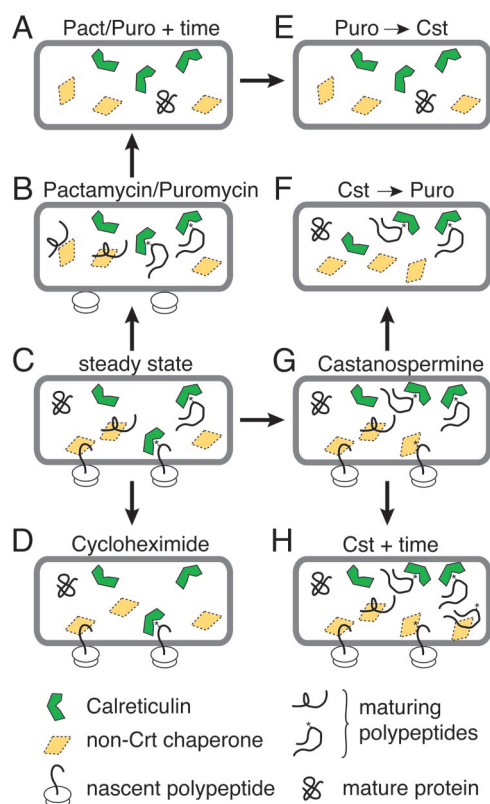 A Pact/Puro + time
E Puro → Cst
B Pactamycin/Puromycin
F Cst → Puro
C steady state
G Castanospermine
D Cycloheximide
H Cst + time
Calreticulin
non-Crt chaperone
nascent polypeptide
maturing
polypeptides
mature protein